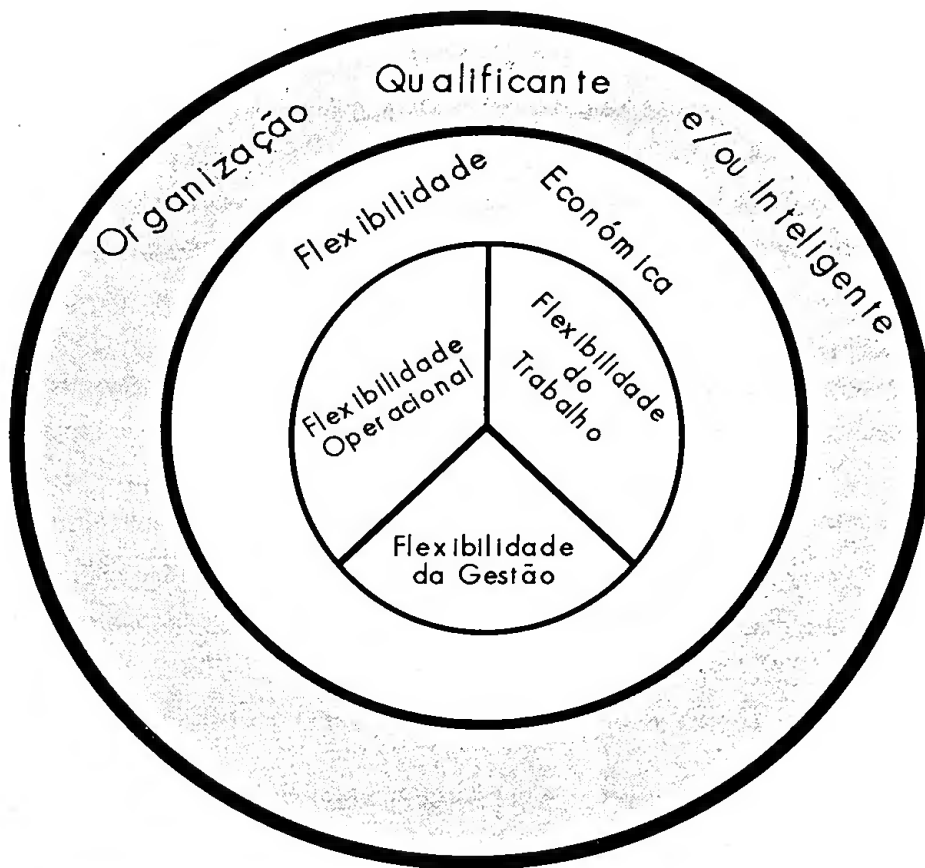 Organização Qualificante e/ou Inteligente
Flexibilidade Económica
Flexibilidade
Operacional
Flexibilidade
do
Trabalho
Flexibilidade
da Gestão